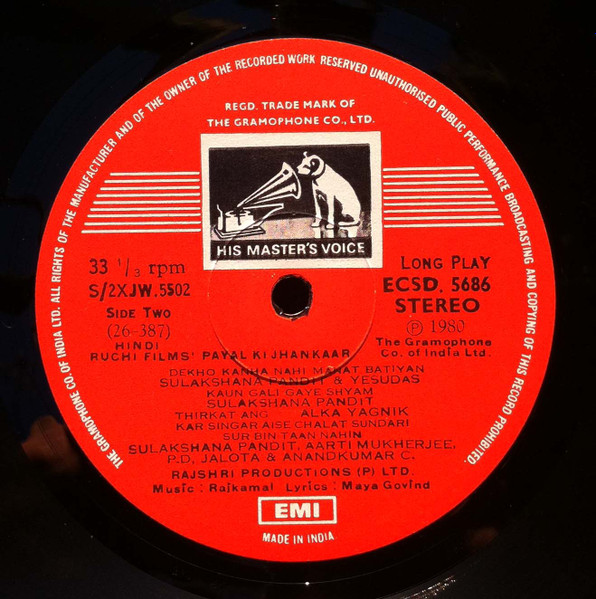 THE GRAMOPHONE CO. OF INDIA LTD. ALL RIGHTS OF THE MANUFACTURER AND OF THE OWNER OF THE RECORDED WORK RESERVED UNAUTHORISED PUBLIC PERFORMANCE BROADCASTING AND COPYING OF THIS RECORD PROHIBITED.
REGD. TRADE MARK OF
THE GRAMOPHONE CO., LTD.
HIS MASTER'S VOICE
33 1/3 rpm
S/2XJW.5502
Side Two
(26-387)
HINDI
Long Play
ECSD. 5686
STEREO
Ⓟ 1980
The Gramophone
Co. of India Ltd.
RUCHI FILMS' PAYAL KI JHANKAAR
DEKHO KANHA NAHI MANAT BATIYAN
SULAKSHANA PANDIT & YESUDAS
KAUN GALI GAYE SHYAM
SULAKSHANA PANDIT
THIRKAT ANG ALKA YAGNIK
KAR SINGAR AISE CHALAT SUNDARI
SUR BIN TAAN NAHIN
SULAKSHANA PANDIT, AARTI MUKHERJEE,
P.D, JALOTA & ANANDKUMAR C.
RAJSHRI PRODUCTIONS (P) LTD.
Music : Rajkamal Lyrics : Maya Govind
EMI
MADE IN INDIA